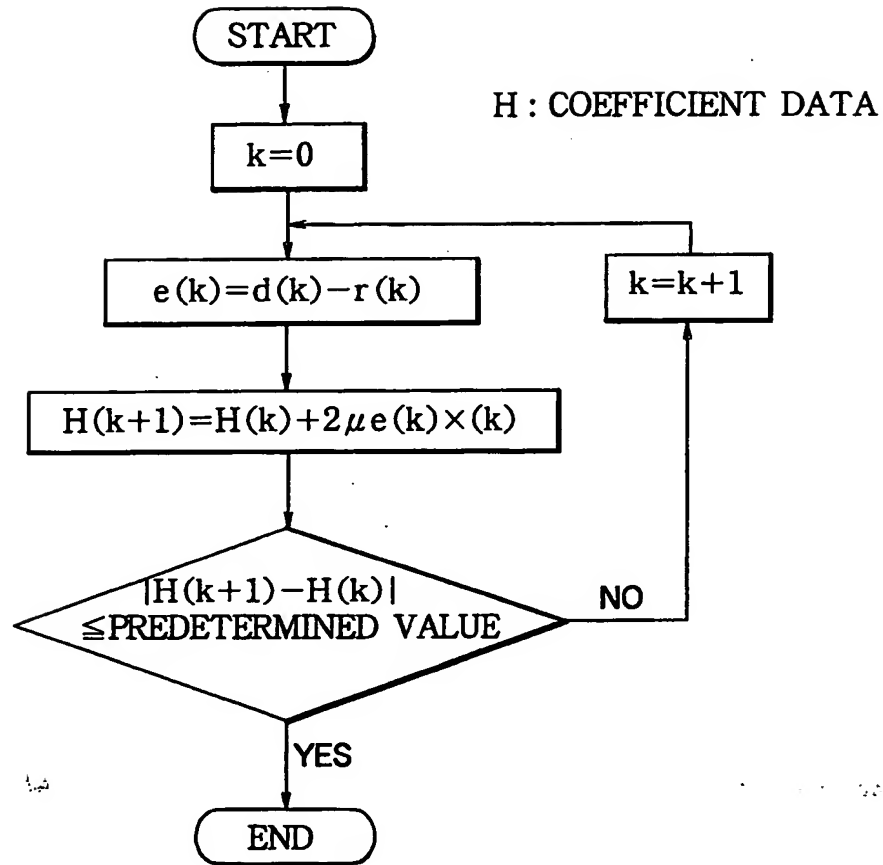 START
H : COEFFICIENT DATA
k=0
e(k)=d(k)-r(k)
k=k+1
H(k+1)=H(k)+2μe(k)×(k)
|H(k+1)-H(k)|
≦PREDETERMINED VALUE
NO
YES
END